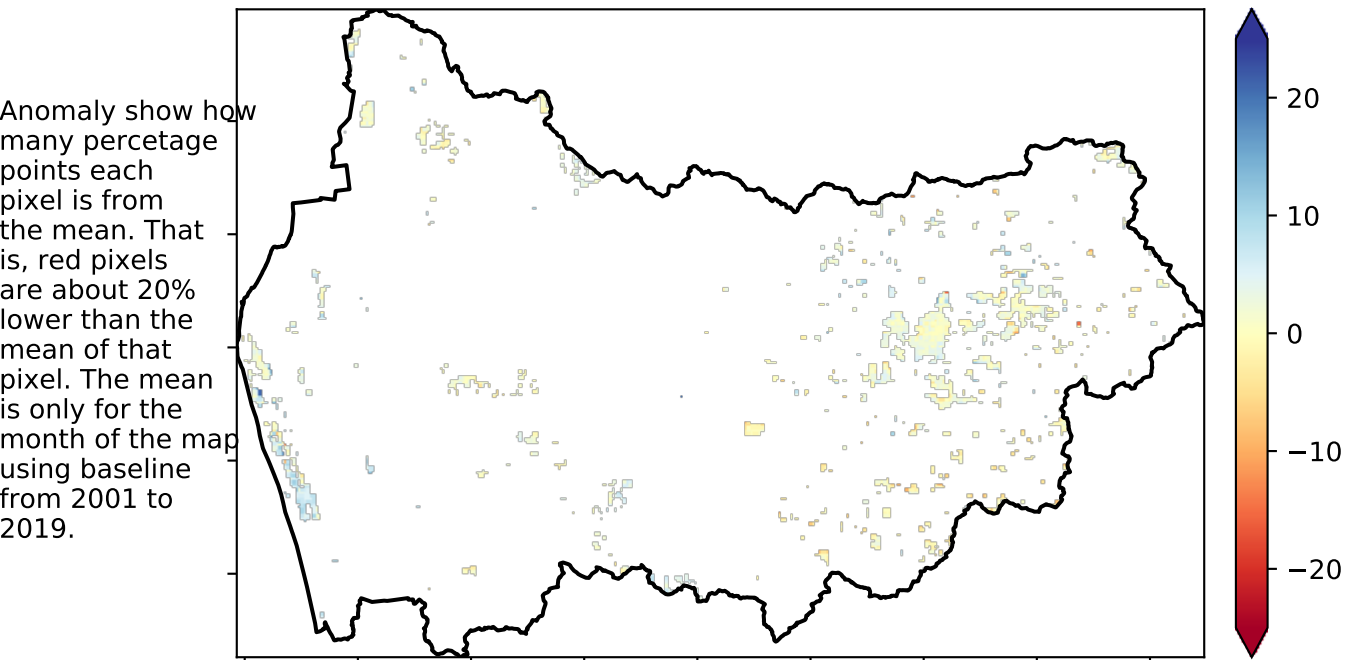 Anomaly show how
many percetage
points each
pixel is from
the mean. That
is, red pixels
are about 20%
lower than the
mean of that
pixel. The mean
is only for the
month of the map
using baseline
from 2001 to
2019.
20
10
0
−10
−20